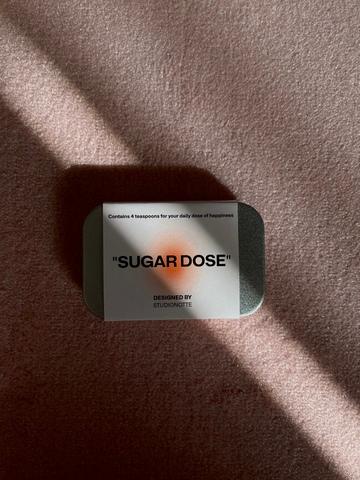 Contains 4 teaspoons for your daily dose of happiness
"SUGAR DOSE"
DESIGNED BY
STUDIONOTTE